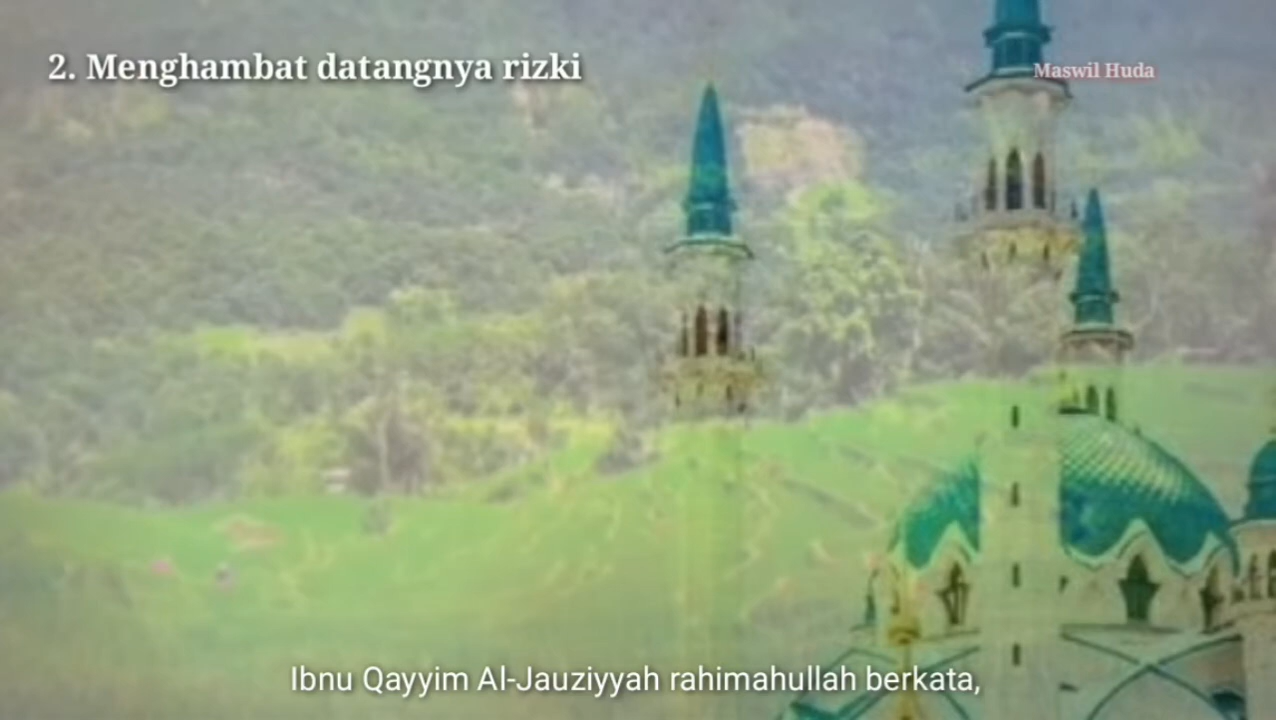 2. Menghambat datangnya rizki
Maswil Huda
Ibnu Qayyim Al-Jauziyyah rahimahullah berkata,